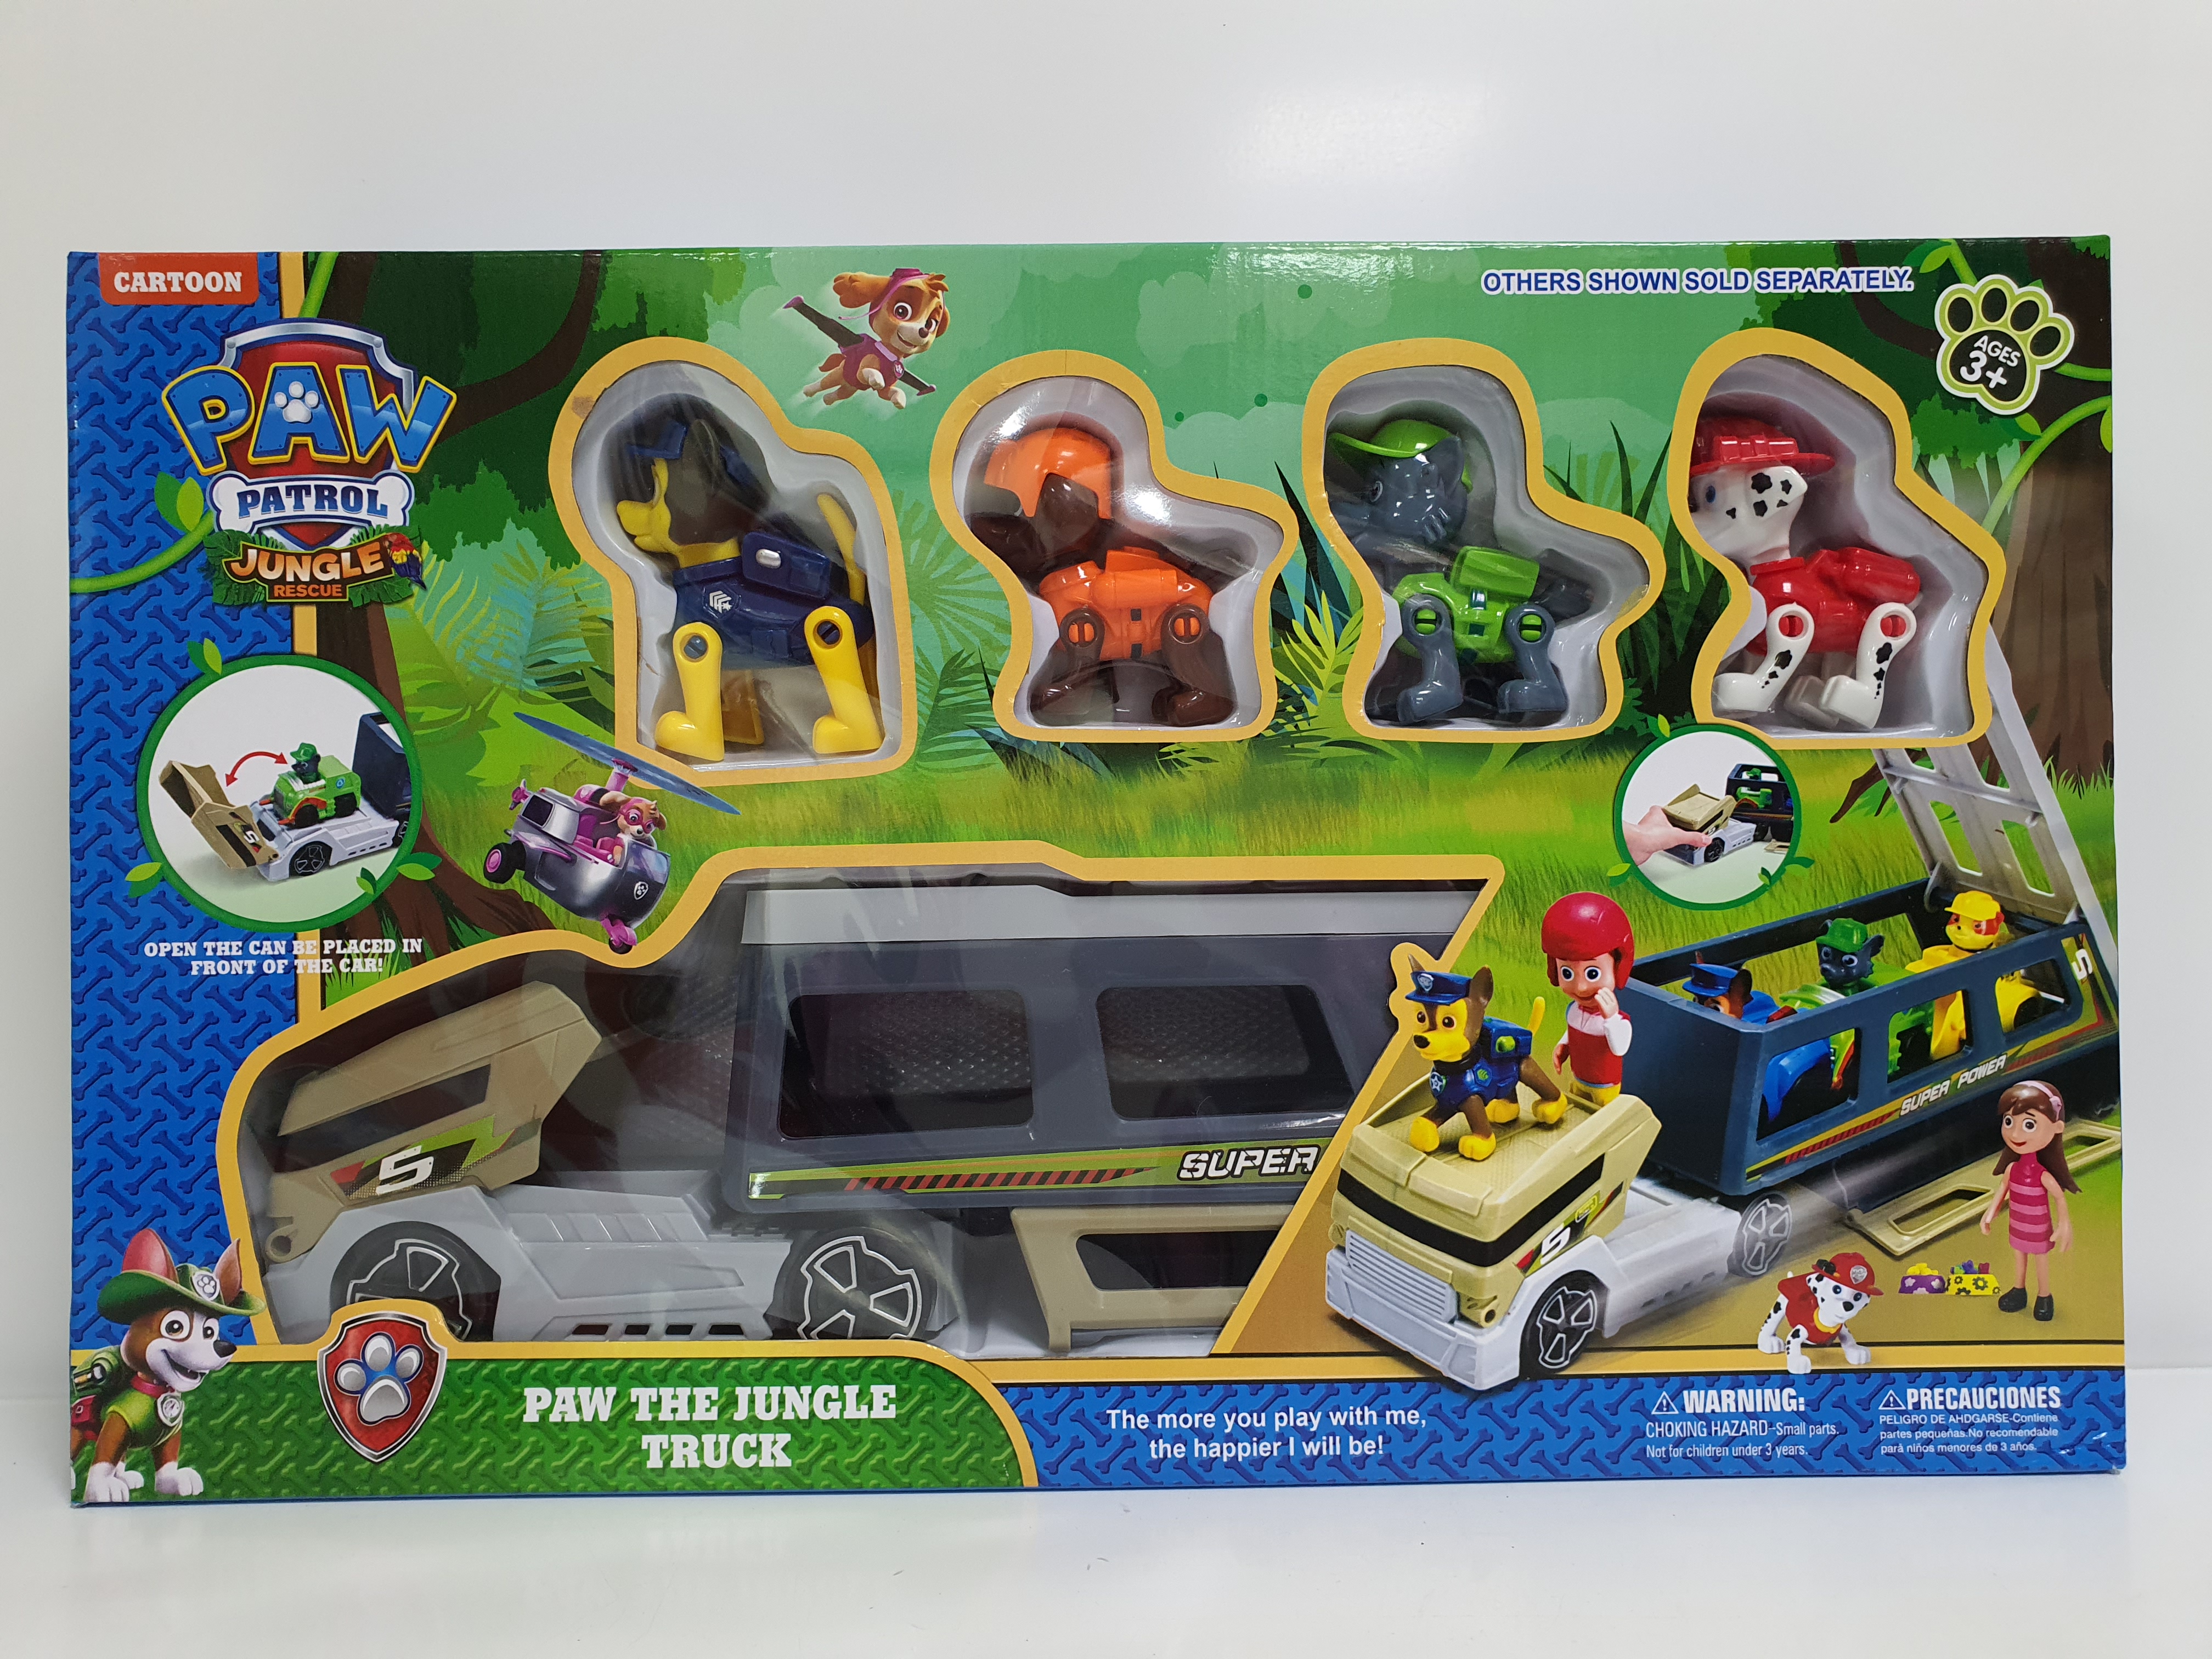 CARTOON
OTHERS SHOWN SOLD SEPARATELY.
AGES
3+
PAW
PATROL
JUNGLE
RESCUE
OPEN THE CAN BE PLACED IN
FRONT OF THE CAR!
5
SUPER
5
SUPER POWER
5
PAW THE JUNGLE
TRUCK
The more you play with me,
the happier I will be!
WARNING:
CHOKING HAZARD-Small parts.
Not for children under 3 years.
PRECAUCIONES
PELIGRO DE AHDGARSE-Contiene
partes pequeñas.No recomendable
parà niños menores de 3 años.